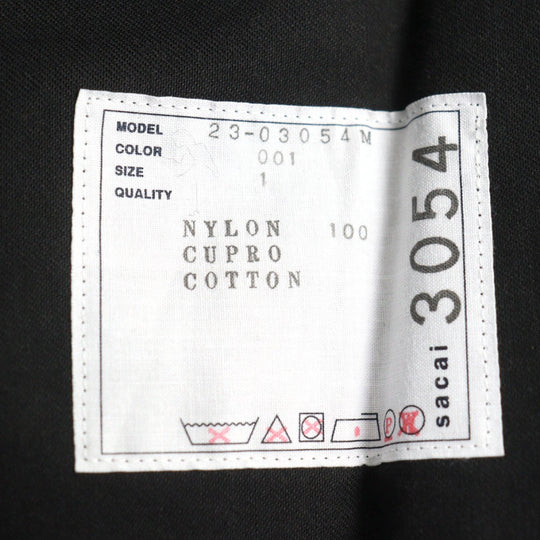 MODEL 23-03054M
COLOR 001
SIZE 1
QUALITY
NYLON 100
CUPRO
COTTON
sacai 3054
P W